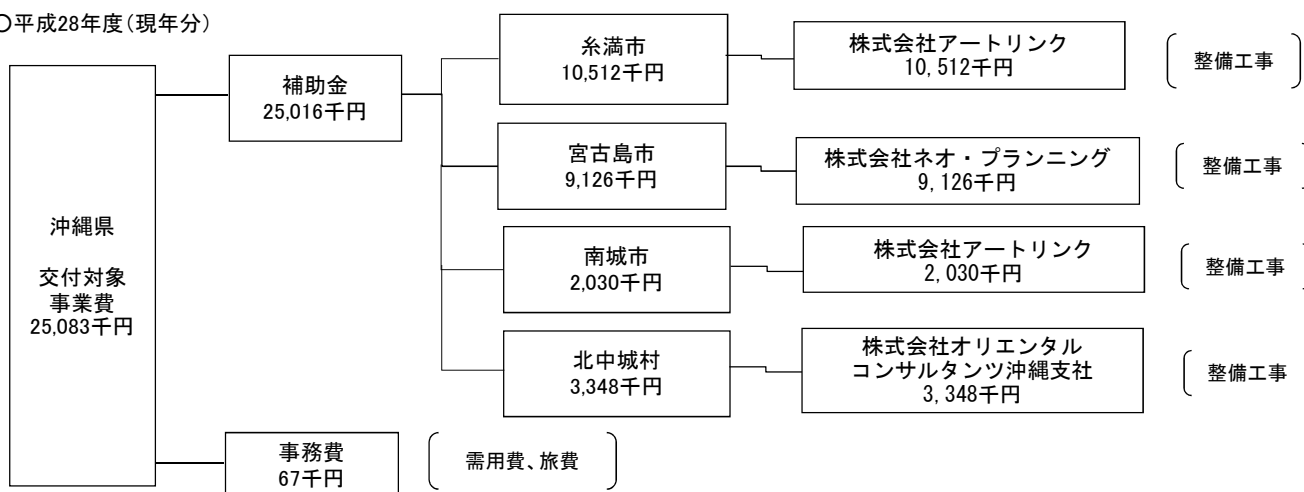 〇平成28年度(現年分)
沖縄県
交付対象
事業費
25,083千円
補助金
25,016千円
糸満市
10,512千円
株式会社アートリンク
10,512千円
整備工事
宮古島市
9,126千円
株式会社ネオ・プランニング
9,126千円
整備工事
南城市
2,030千円
株式会社アートリンク
2,030千円
整備工事
北中城村
3,348千円
株式会社オリエンタル
コンサルタンツ沖縄支社
3,348千円
整備工事
事務費
67千円
需用費、旅費